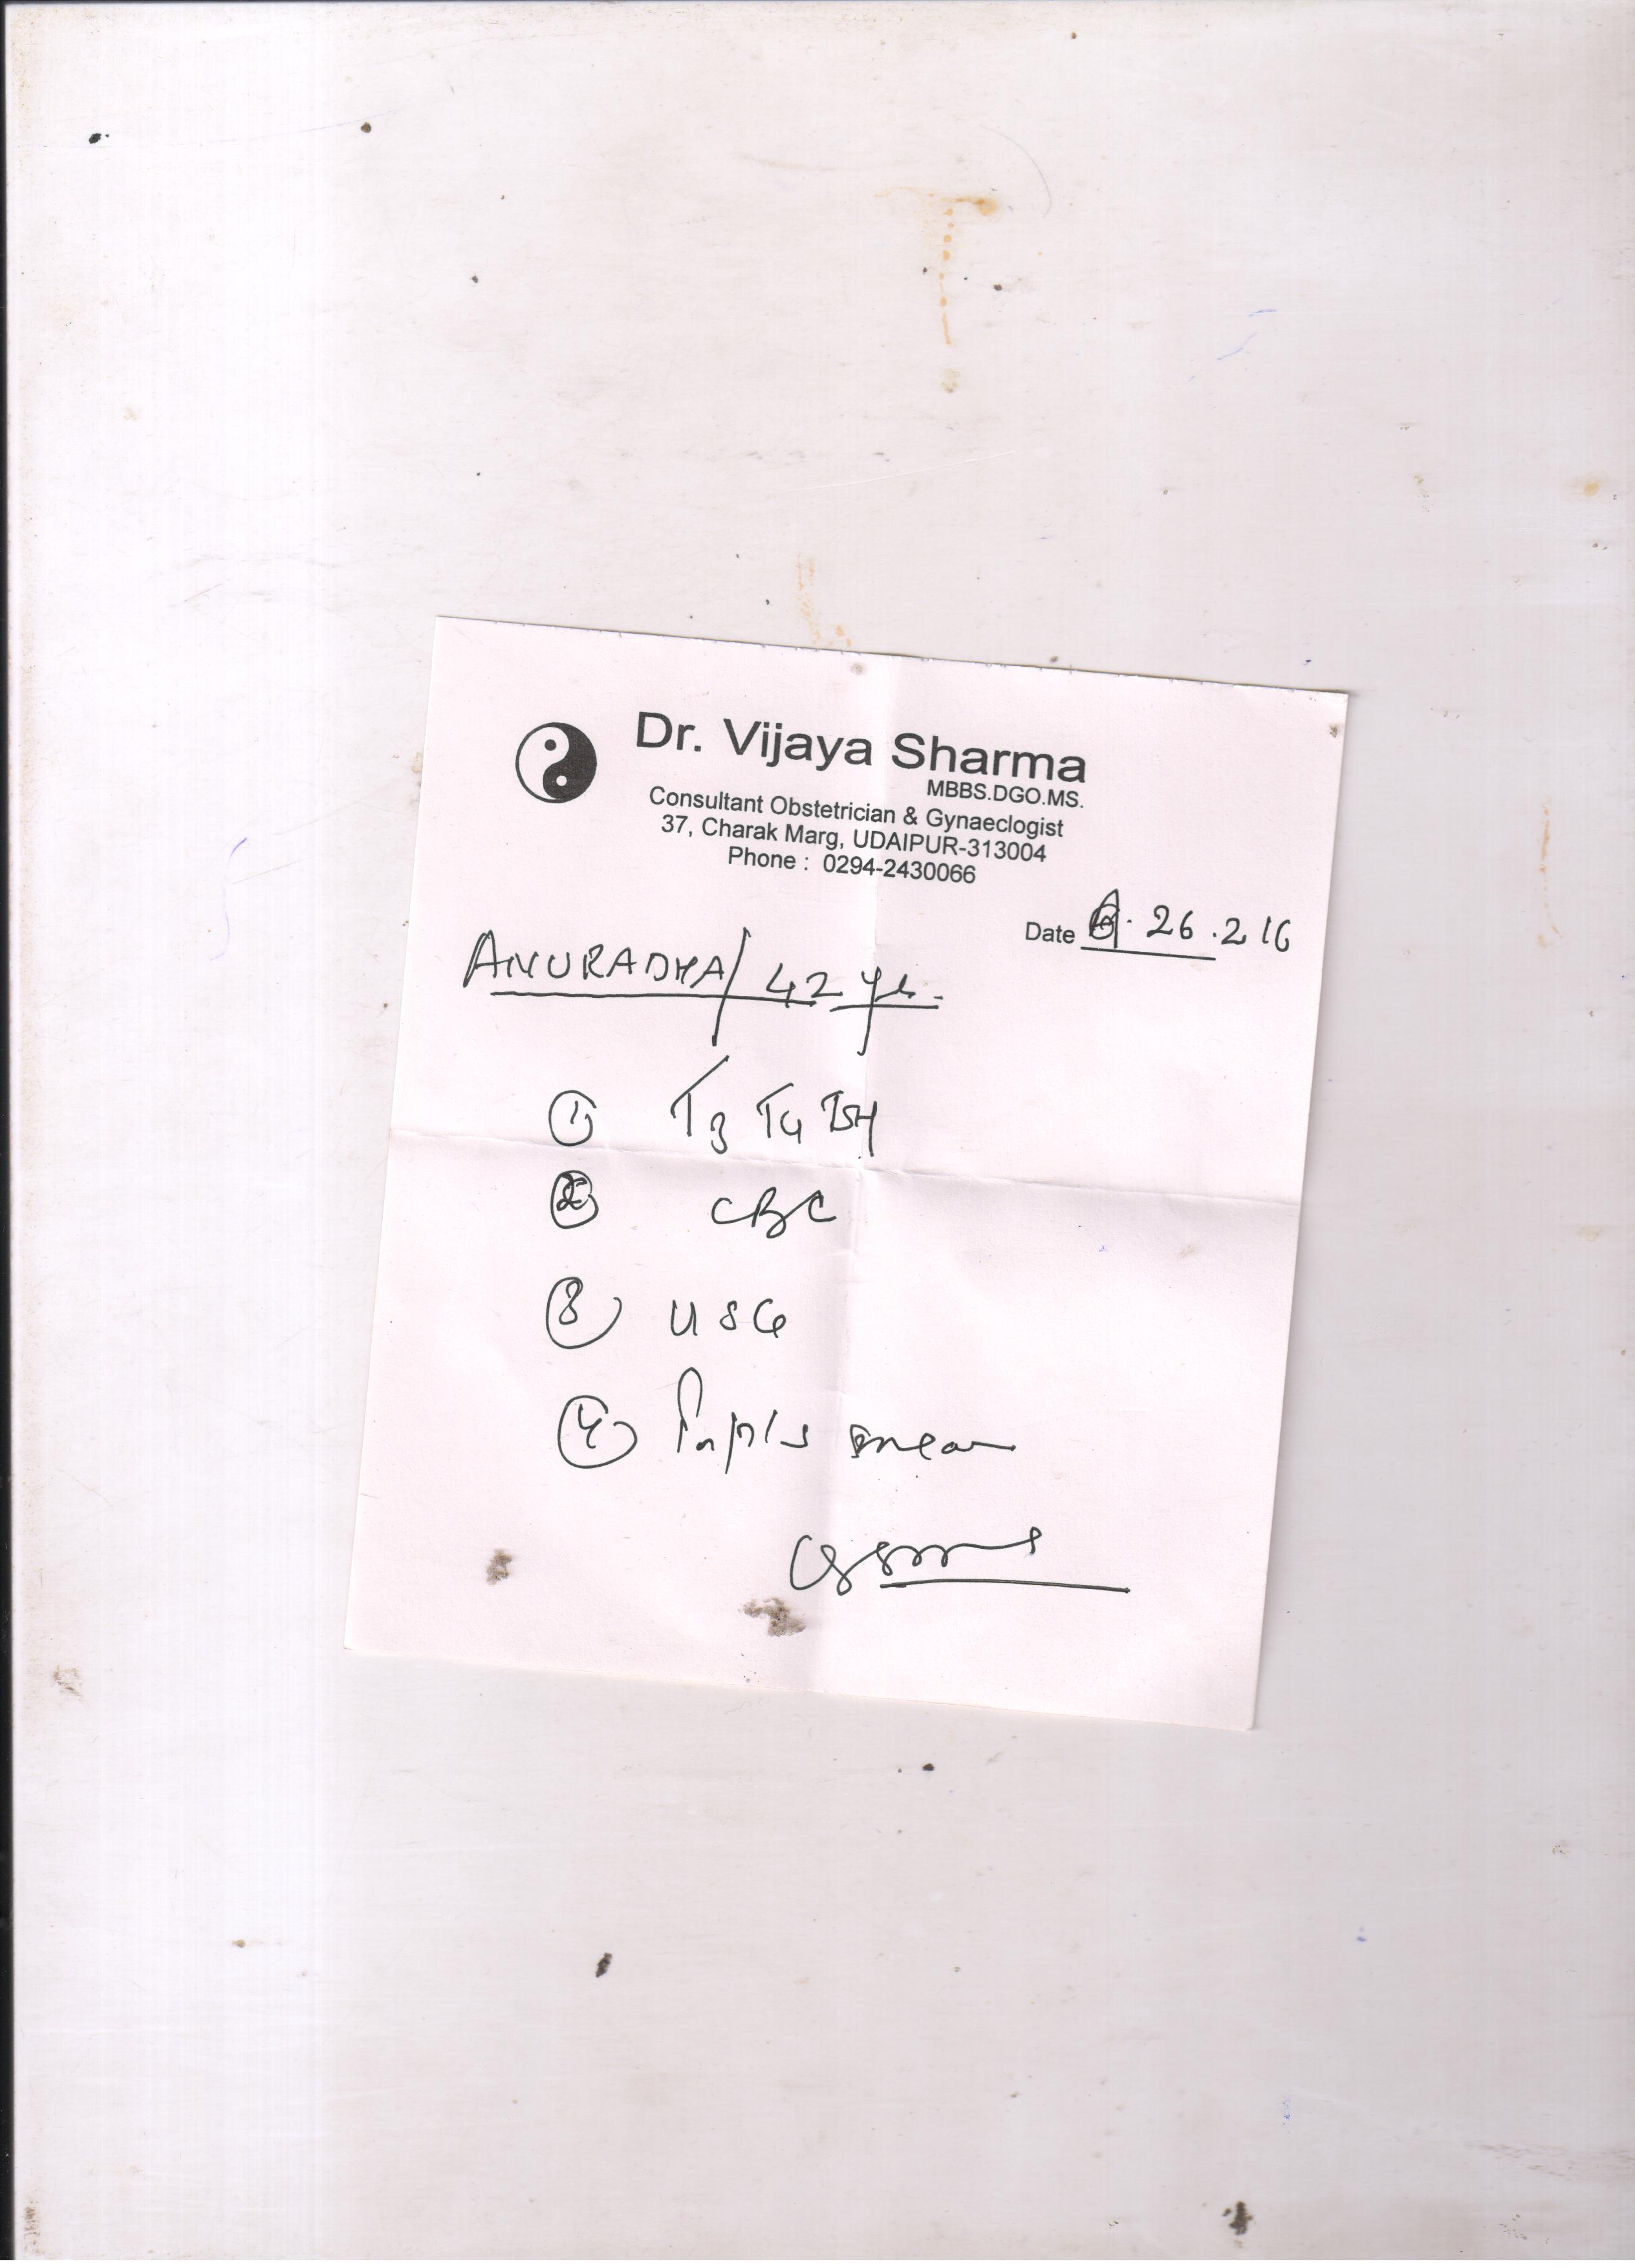 Dr. Vijaya Sharma
MBBS.DGO.MS.
Consultant Obstetrician & Gynaeclogist
37, Charak Marg, UDAIPUR-313004
Phone : 0294-2430066
Date 26.2.16
ANURADHA/ 42 yr.
① T3 T4 TSH
② CBC
③ USG
④ Pap's smear